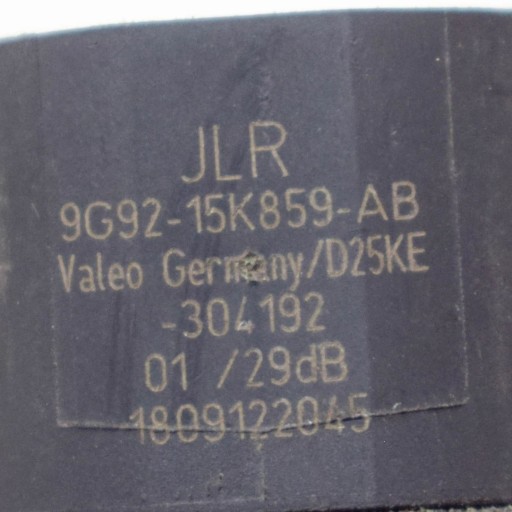 JLR
9G92-15K859-AB
Valeo Germany/D25KE
-304192
01 /29dB
1809122045